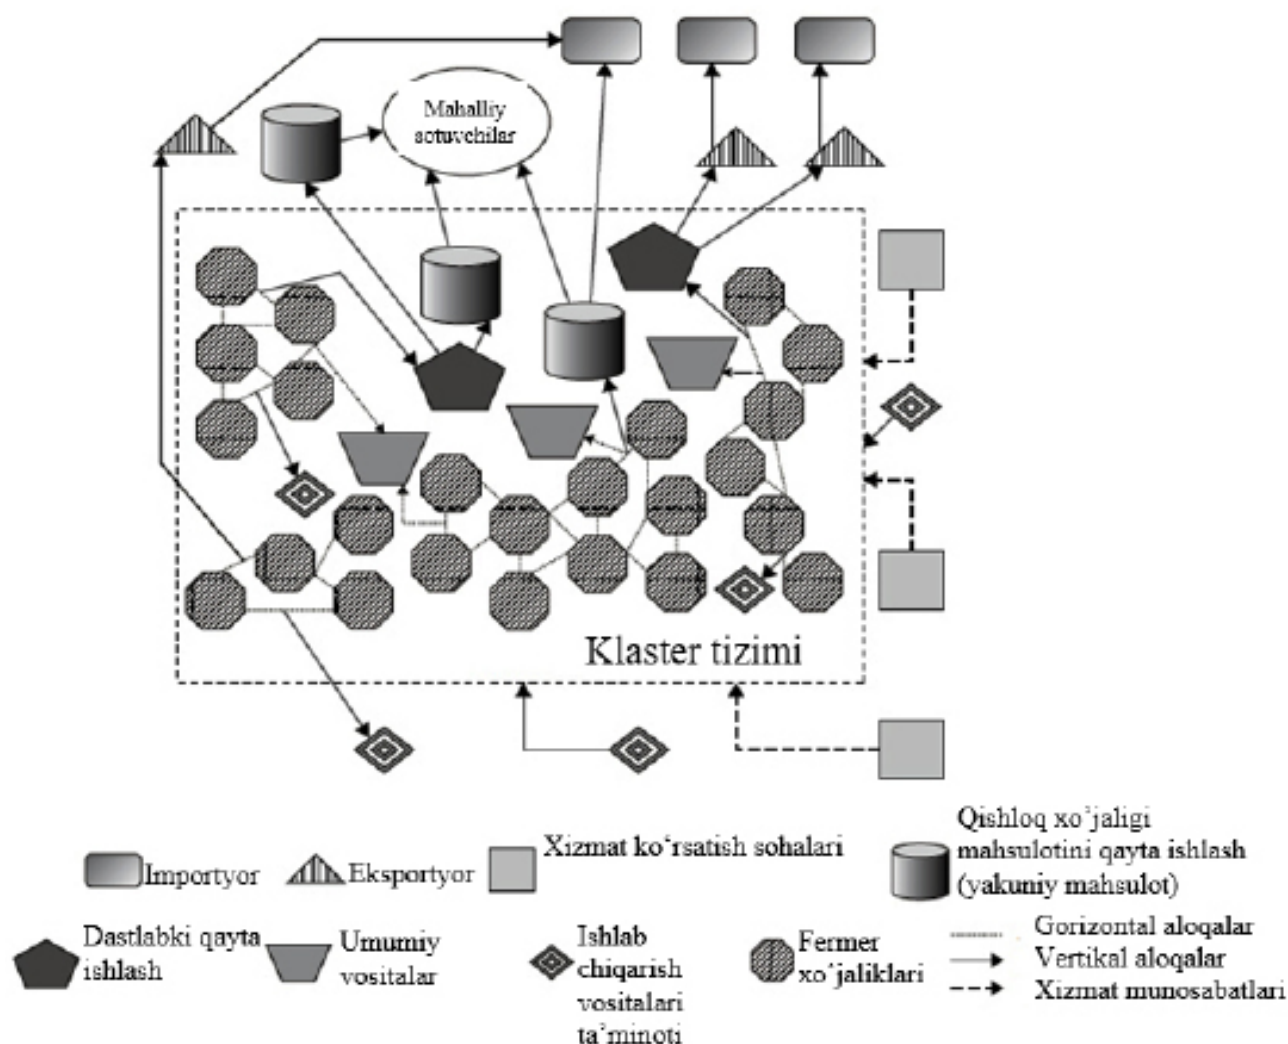 Mahalliy
sotuvchilar
Klaster tizimi
Importyor
Eksportyor
Xizmat ko‘rsatish sohalari
Qishloq xo’jaligi
mahsulotini qayta ishlash
(yakuniy mahsulot)
Dastlabki qayta
ishlash
Umumiy
vositalar
Ishlab
chiqarish
vositalari
ta’minoti
Fermer
xo’jaliklari
Gorizontal aloqalar
Vertikal aloqalar
Xizmat munosabatlari